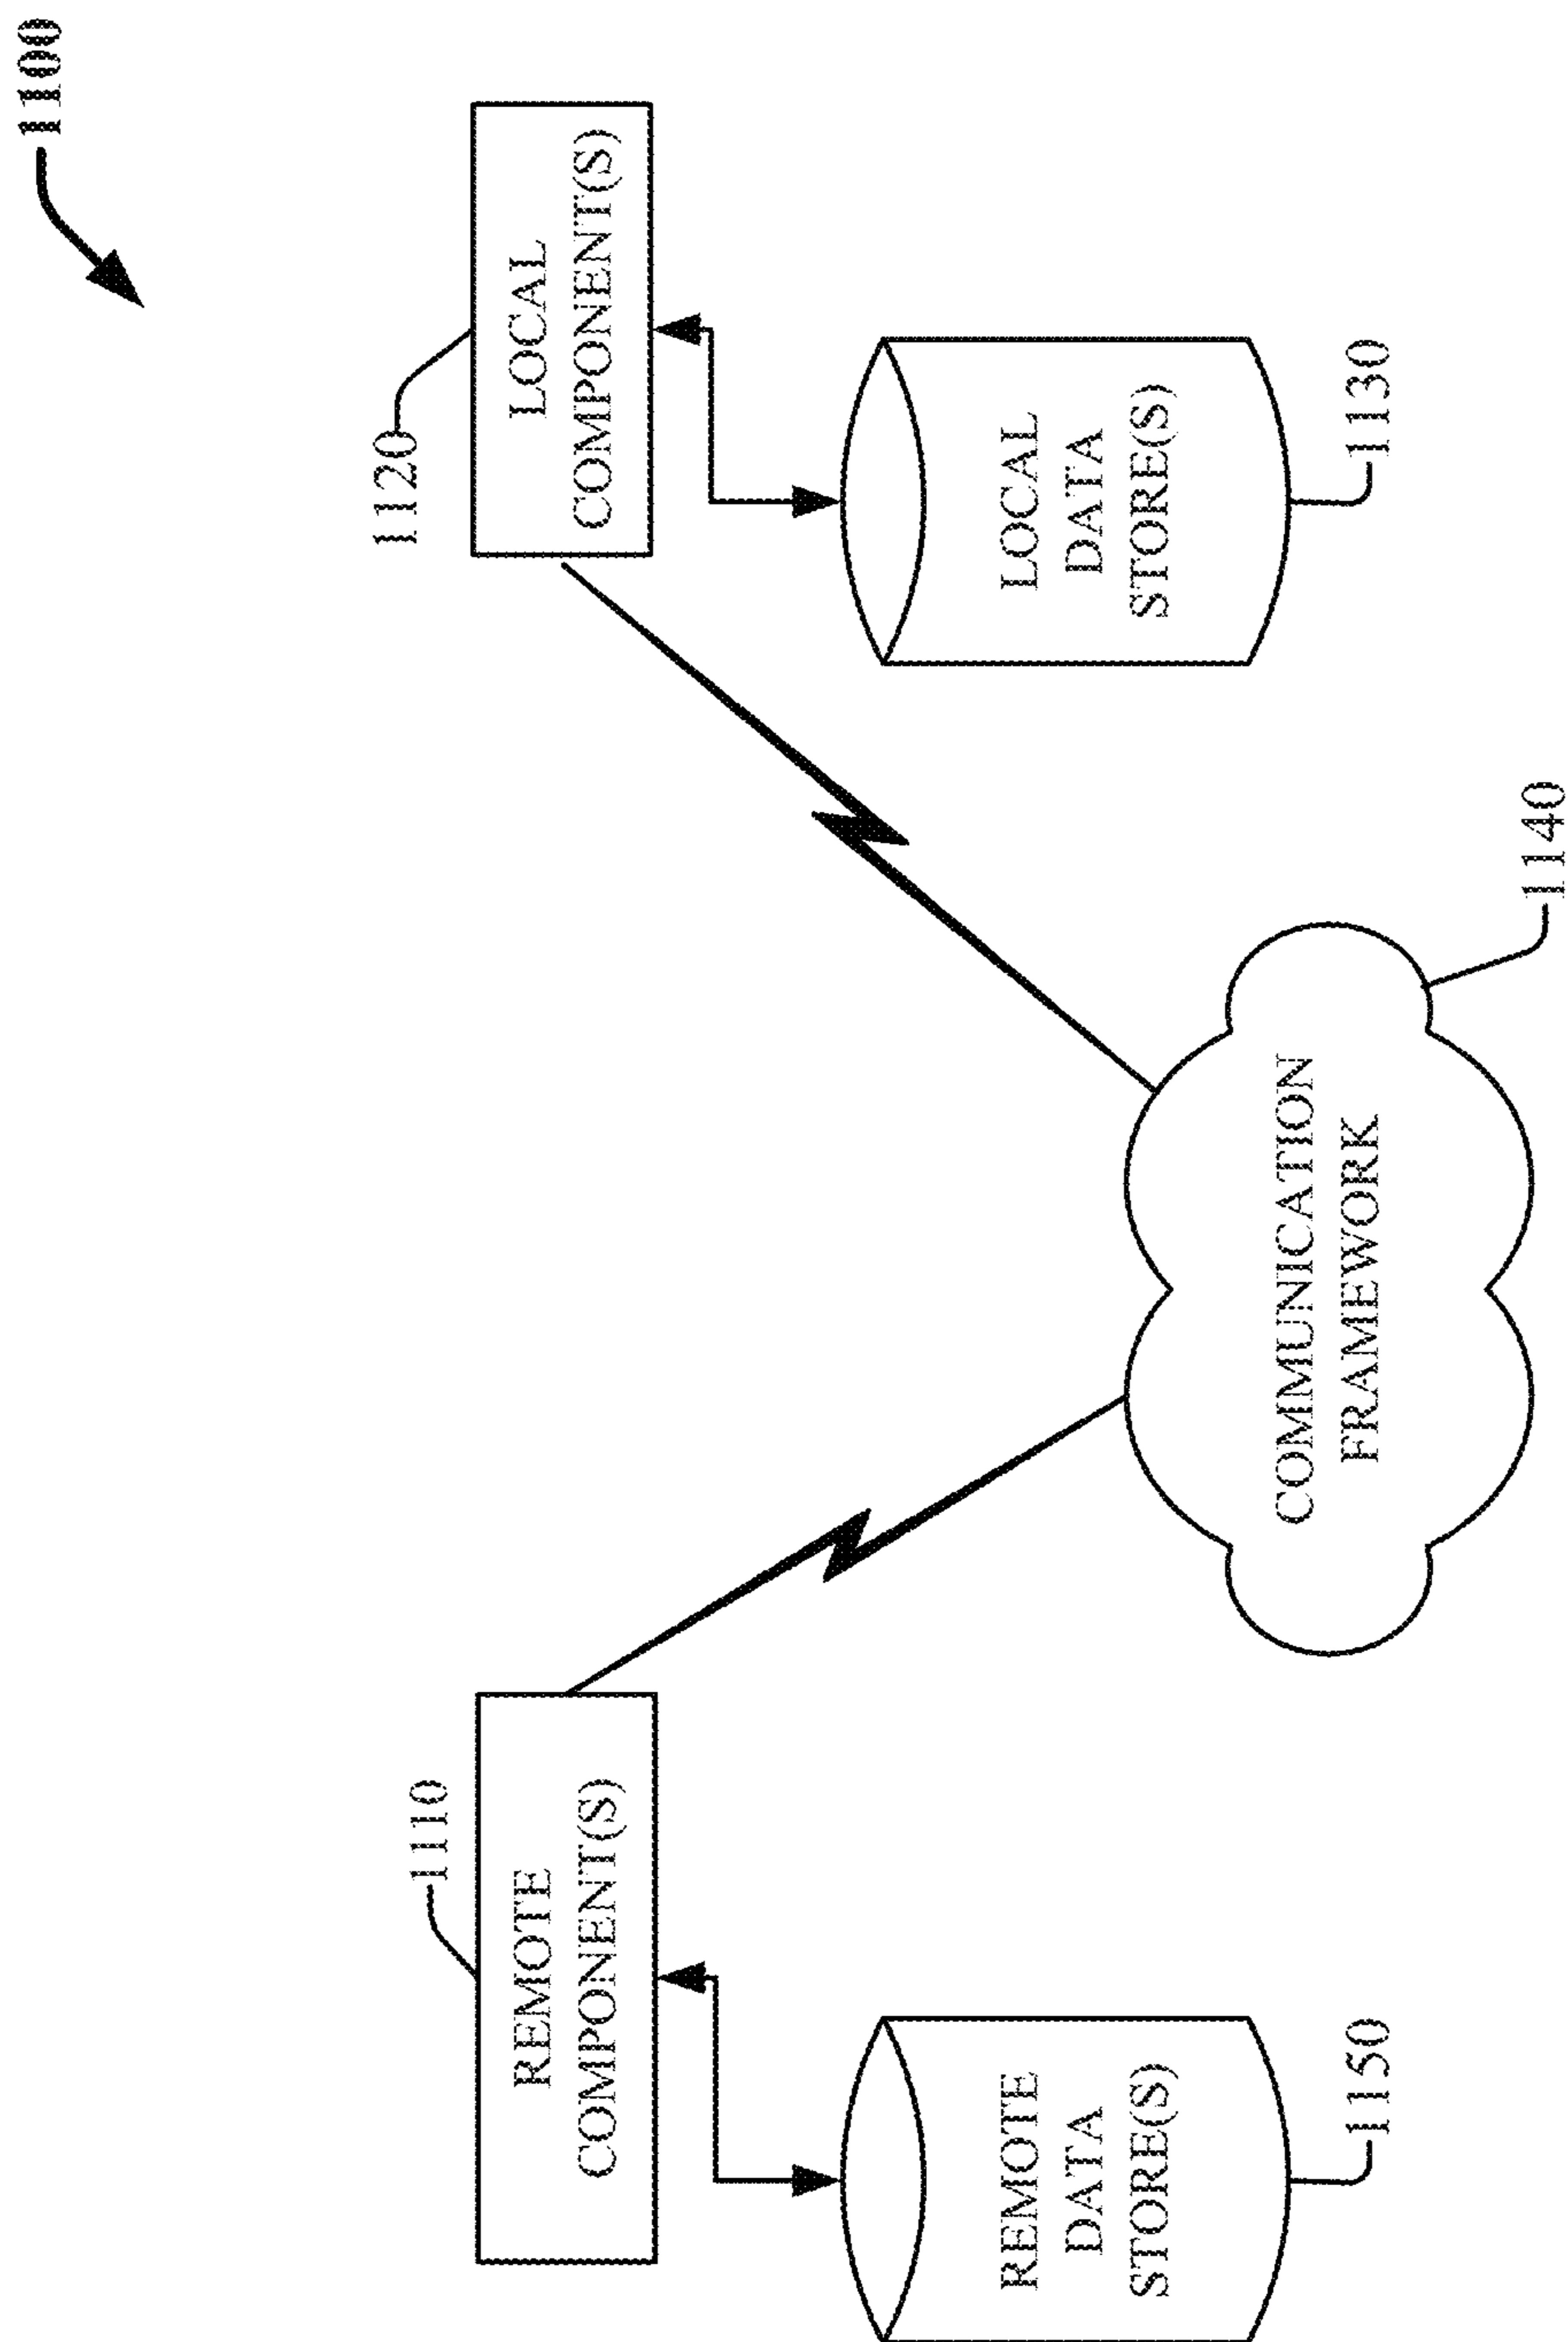 1100
1110
REMOTE
COMPONENT(S)
1120
LOCAL
COMPONENT(S)
REMOTE
DATA
STORE(S)
1150
LOCAL
DATA
STORE(S)
1130
COMMUNICATION
FRAMEWORK
1140